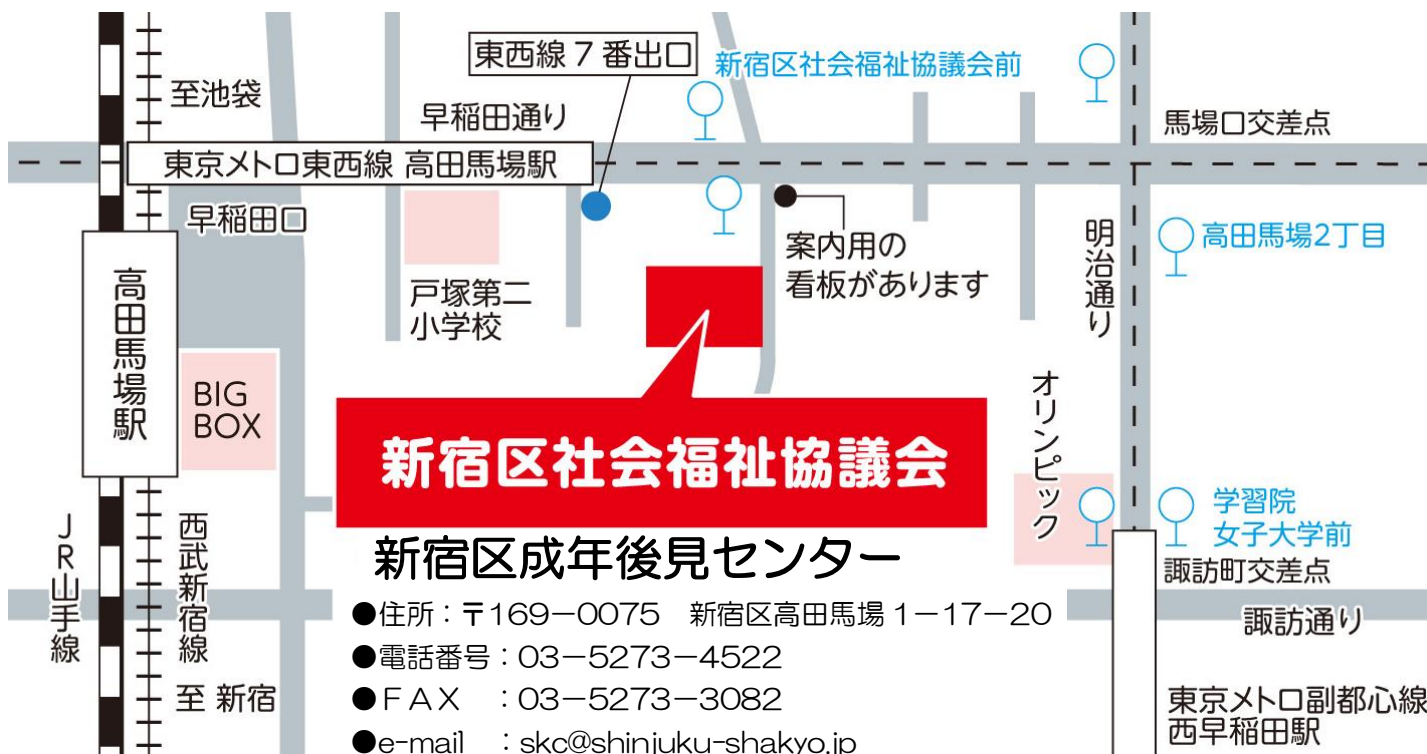 東西線 7 番出口
新宿区社会福祉協議会前
至池袋
早稲田通り
馬場口交差点
東京メトロ東西線 高田馬場駅
早稲田口
戸塚第二
小学校
案内用の
看板があります
明治通り
高田馬場2丁目
高田馬場駅
BIG
BOX
オリンピック
新宿区社会福祉協議会
学習院
女子大学前
諏訪町交差点
諏訪通り
JR山手線
西武新宿線
至 新宿
新宿区成年後見センター
●住所：〒169－0075　新宿区高田馬場 1－17－20
●電話番号：03－5273－4522
●ＦＡＸ　：03－5273－3082
●e-mail　：skc@shinjuku-shakyo.jp
東京メトロ副都心線
西早稲田駅